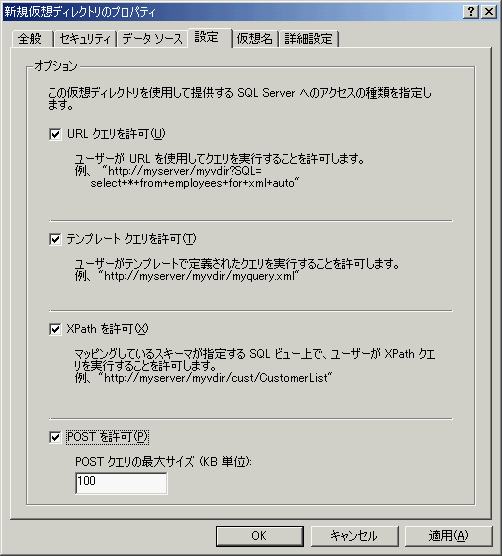 新規仮想ディレクトリのプロパティ
全般 セキュリティ データ ソース 設定 仮想名 詳細設定
オプション
この仮想ディレクトリを使用して提供する SQL Server へのアクセスの種類を指定し
ます。
URL クエリを許可(U)
ユーザーが URL を使用してクエリを実行することを許可します。
例、 "http://myserver/myvdir?SQL=
select+*+from+employees+for+xml+auto"
テンプレート クエリを許可(T)
ユーザーがテンプレートで定義されたクエリを実行することを許可します。
例、 "http://myserver/myvdir/myquery.xml"
XPath を許可(X)
マッピングしているスキーマが指定する SQL ビュー上で、ユーザーが XPath クエ
リを実行することを許可します。
例、 "http://myserver/myvdir/cust/CustomerList"
POST を許可(P)
POST クエリの最大サイズ (KB 単位):
100
OK キャンセル 適用(A)